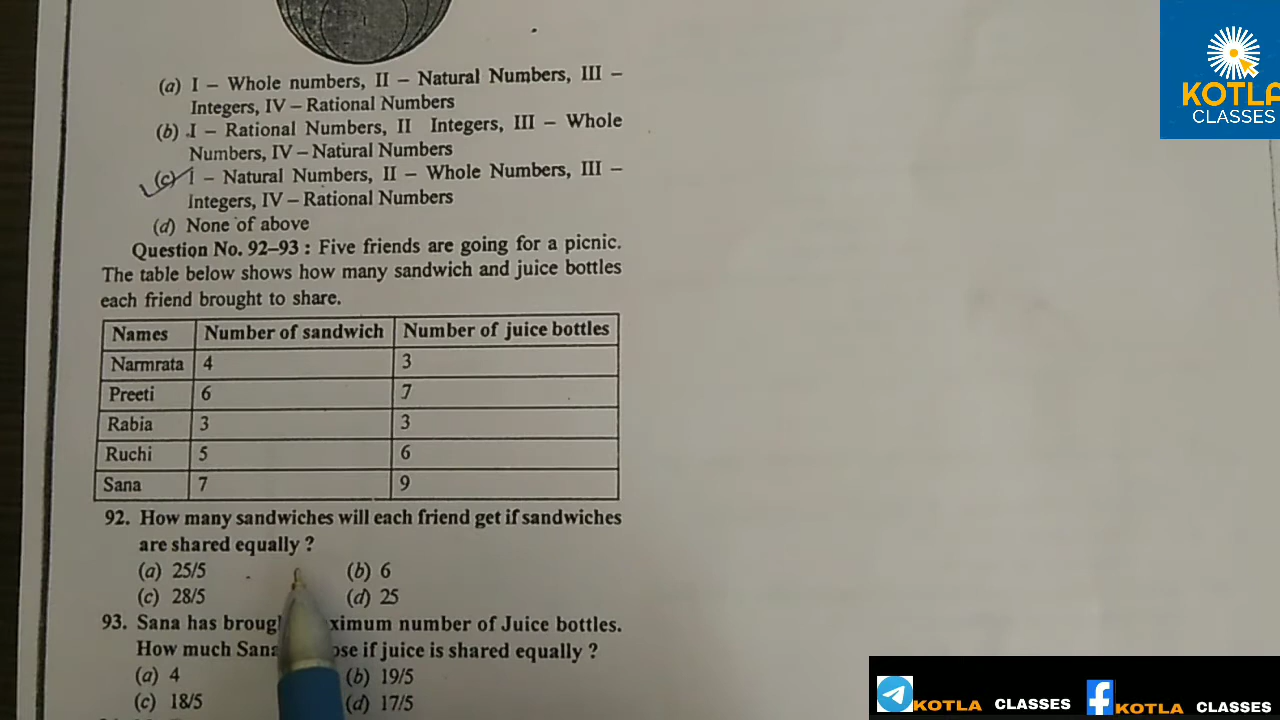 (a) I – Whole numbers, II – Natural Numbers, III –
Integers, IV – Rational Numbers
(b) I – Rational Numbers, II Integers, III – Whole
Numbers, IV – Natural Numbers
(c) I – Natural Numbers, II – Whole Numbers, III –
Integers, IV – Rational Numbers
(d) None of above
Question No. 92–93 : Five friends are going for a picnic.
The table below shows how many sandwich and juice bottles
each friend brought to share.
Names Number of sandwich Number of juice bottles
Narmrata 4 3
Preeti 6 7
Rabia 3 3
Ruchi 5 6
Sana 7 9
92. How many sandwiches will each friend get if sandwiches
are shared equally ?
(a) 25/5 (b) 6
(c) 28/5 (d) 25
93. Sana has ximum number of Juice bottles.
How much Sana if juice is shared equally ?
(a) 4 (b) 19/5
(c) 18/5 (d) 17/5
KOTLA
CLASSES
KOTLA CLASSES KOTLA CLASSES